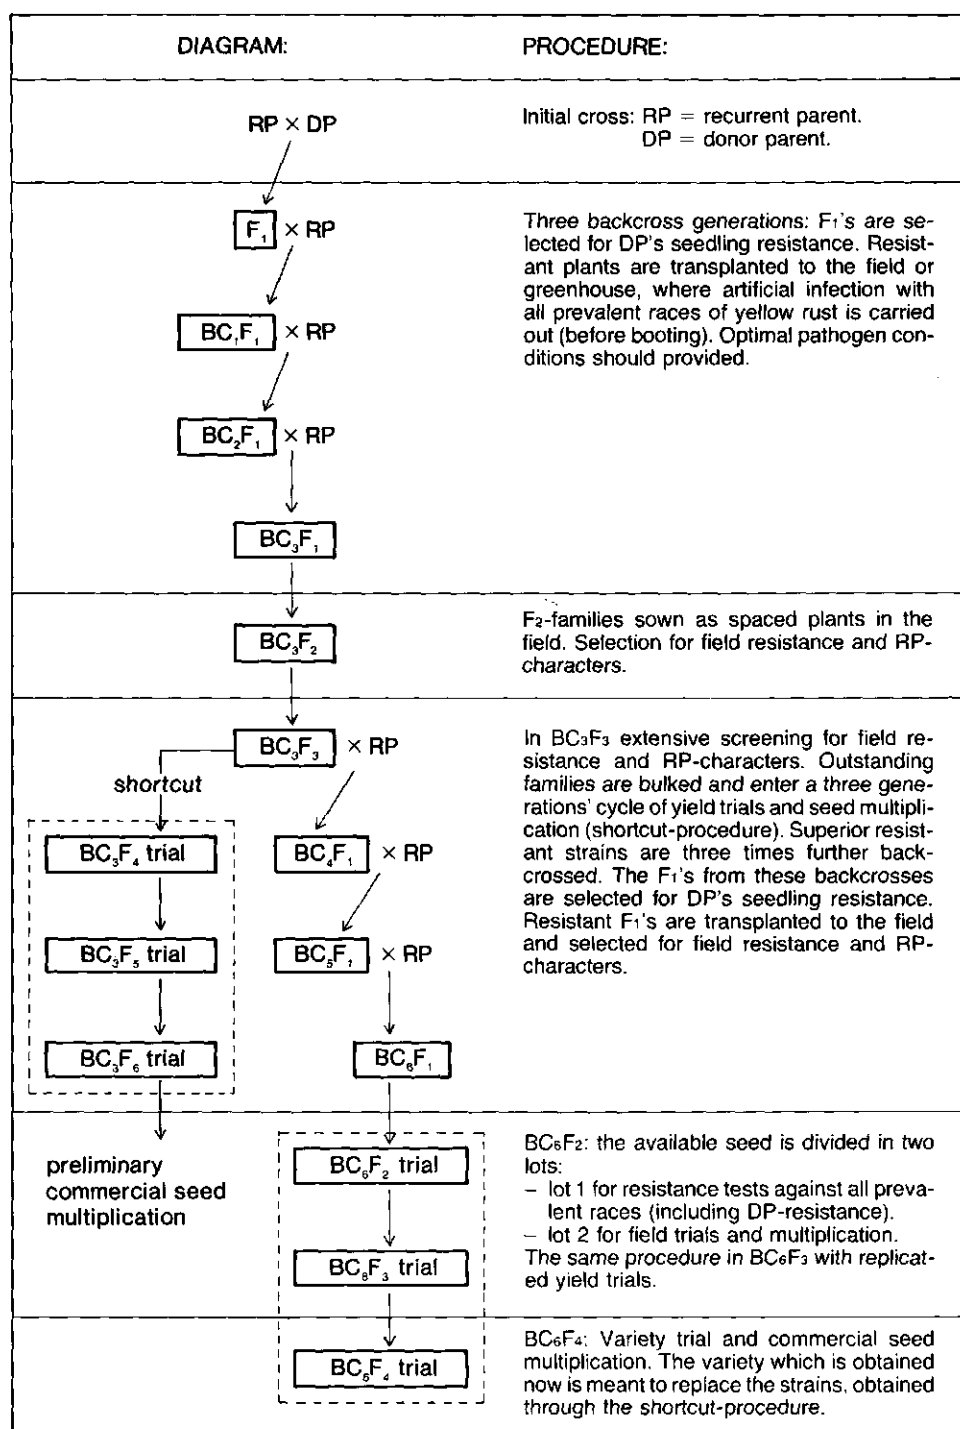 DIAGRAM: PROCEDURE:
RP × DP
Initial cross: RP = recurrent parent.
DP = donor parent.
F₁ × RP
BC₁F₁ × RP
BC₂F₁ × RP
BC₃F₁
Three backcross generations: F₁'s are se-
lected for DP's seedling resistance. Resist-
ant plants are transplanted to the field or
greenhouse, where artificial infection with
all prevalent races of yellow rust is carried
out (before booting). Optimal pathogen con-
ditions should provided.
BC₃F₂
F₂-families sown as spaced plants in the
field. Selection for field resistance and RP-
characters.
BC₃F₃ × RP
shortcut
BC₃F₄ trial
BC₄F₁ × RP
BC₃F₅ trial
BC₅F₁ × RP
BC₃F₆ trial
BC₆F₁
In BC₃F₃ extensive screening for field re-
sistance and RP-characters. Outstanding
families are bulked and enter a three gene-
rations' cycle of yield trials and seed multipli-
cation (shortcut-procedure). Superior resist-
ant strains are three times further back-
crossed. The F₁'s from these backcrosses
are selected for DP's seedling resistance.
Resistant F₁'s are transplanted to the field
and selected for field resistance and RP-
characters.
preliminary
commercial seed
multiplication
BC₆F₂ trial
BC₆F₃ trial
BC₆F₂: the available seed is divided in two
lots:
– lot 1 for resistance tests against all preva-
lent races (including DP-resistance).
– lot 2 for field trials and multiplication.
The same procedure in BC₆F₃ with replicat-
ed yield trials.
BC₅F₄ trial
BC₆F₄: Variety trial and commercial seed
multiplication. The variety which is obtained
now is meant to replace the strains, obtained
through the shortcut-procedure.